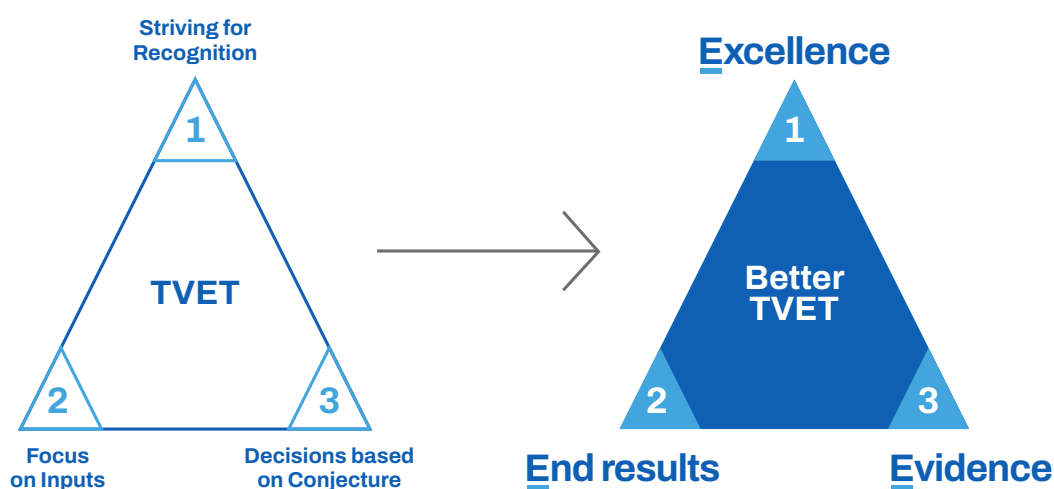 Striving for
Recognition
1
TVET
2
3
Focus
on Inputs
Decisions based
on Conjecture
Excellence
1
Better
TVET
2
3
End results
Evidence